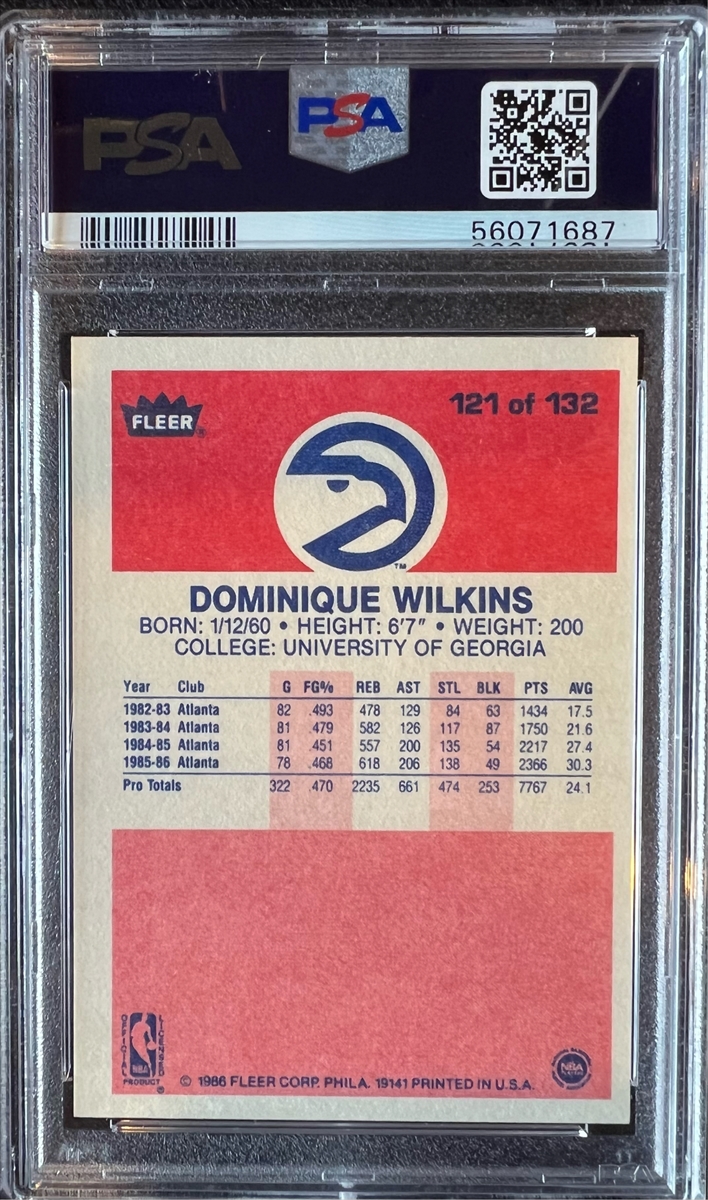 PSA PSA
56071687
FLEER®
121 of 132
TM
DOMINIQUE WILKINS
BORN: 1/12/60 • HEIGHT: 6'7" • WEIGHT: 200
COLLEGE: UNIVERSITY OF GEORGIA
Year Club G FG% REB AST STL BLK PTS AVG
1982-83 Atlanta 82 .493 478 129 84 63 1434 17.5
1983-84 Atlanta 81 .479 582 126 117 87 1750 21.6
1984-85 Atlanta 81 .451 557 200 135 54 2217 27.4
1985-86 Atlanta 78 .468 618 206 138 49 2366 30.3
Pro Totals 322 .470 2235 661 474 253 7767 24.1
OFFICIAL LICENSED
NBA
PRODUCT ®
NBA
© 1986 FLEER CORP. PHILA. 19141 PRINTED IN U.S.A.
PSA